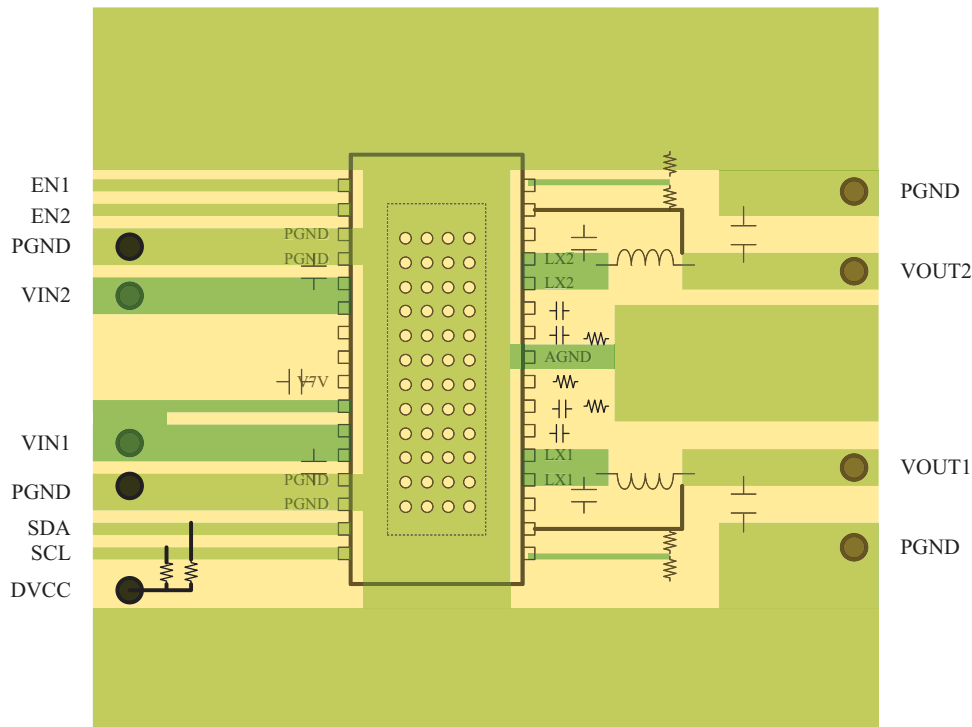 EN1
EN2
PGND
VIN2
VIN1
PGND
SDA
SCL
DVCC
PGND
PGND
V7V
PGND
PGND
LX2
LX2
AGND
LX1
LX1
PGND
VOUT2
VOUT1
PGND